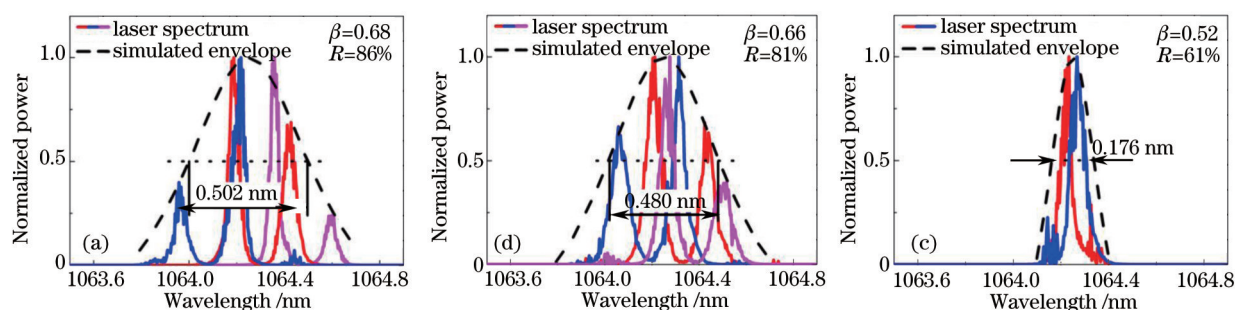 laser spectrum
simulated envelope
β=0.68
R=86%
1.0
0.5
0
Normalized power
0.502 nm
(a)
1063.6
1064.0
1064.4
1064.8
Wavelength /nm
laser spectrum
simulated envelope
β=0.66
R=81%
1.0
0.5
0
Normalized power
0.480 nm
(d)
1063.6
1064.0
1064.4
1064.8
Wavelength /nm
laser spectrum
simulated envelope
β=0.52
R=61%
1.0
0.5
0
Normalized power
0.176 nm
(c)
1063.6
1064.0
1064.4
1064.8
Wavelength /nm